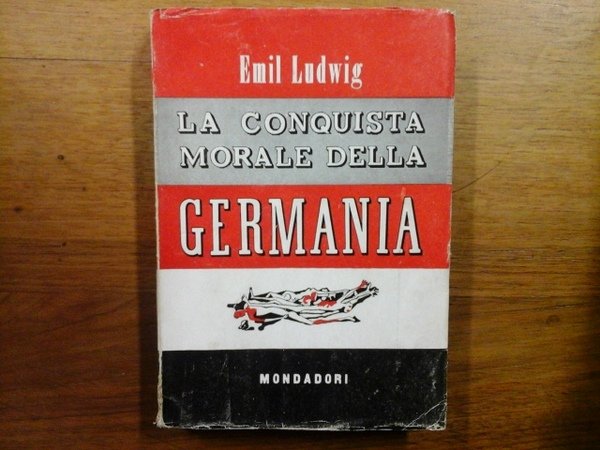 Emil Ludwig
LA CONQUISTA
MORALE DELLA
GERMANIA
MONDADORI